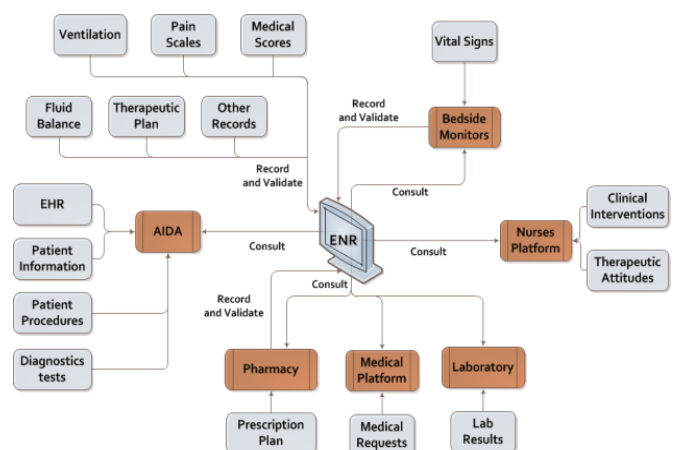 Ventilation
Pain
Scales
Medical
Scores
Vital Signs
Fluid
Balance
Therapeutic
Plan
Other
Records
Record
and Validate
Bedside
Monitors
Record
and Validate
Consult
EHR
AIDA
Patient
Information
Consult
ENR
Consult
Nurses
Platform
Clinical
Interventions
Therapeutic
Attitudes
Patient
Procedures
Record
and Validate
Consult
Diagnostics
tests
Pharmacy
Medical
Platform
Laboratory
Prescription
Plan
Medical
Requests
Lab
Results